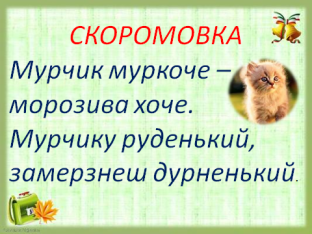 СКОРОМОВКА
Мурчик муркоче –
морозива хоче.
Мурчику руденький,
замерзнеш дурненький.